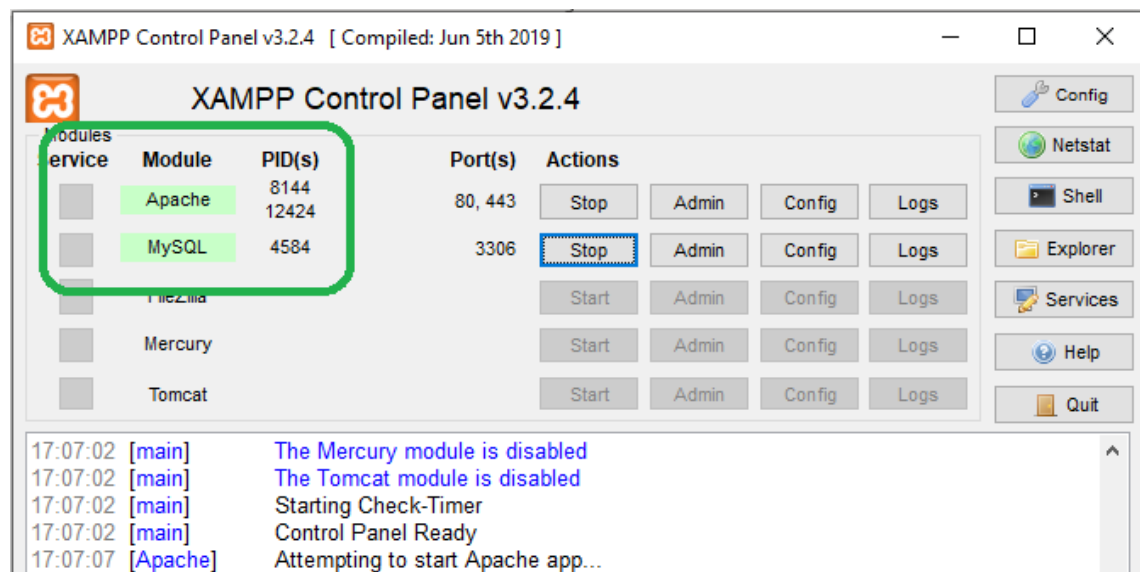 XAMPP Control Panel v3.2.4 [ Compiled: Jun 5th 2019 ]
XAMPP Control Panel v3.2.4
Config
Modules
Service Module PID(s) Port(s) Actions
Netstat
Apache 8144 12424 80, 443 Stop Admin Config Logs
Shell
MySQL 4584 3306 Stop Admin Config Logs
Explorer
FileZilla Start Admin Config Logs
Services
Mercury Start Admin Config Logs
Help
Tomcat Start Admin Config Logs
Quit
17:07:02 [main] The Mercury module is disabled
17:07:02 [main] The Tomcat module is disabled
17:07:02 [main] Starting Check-Timer
17:07:02 [main] Control Panel Ready
17:07:07 [Apache] Attempting to start Apache app...